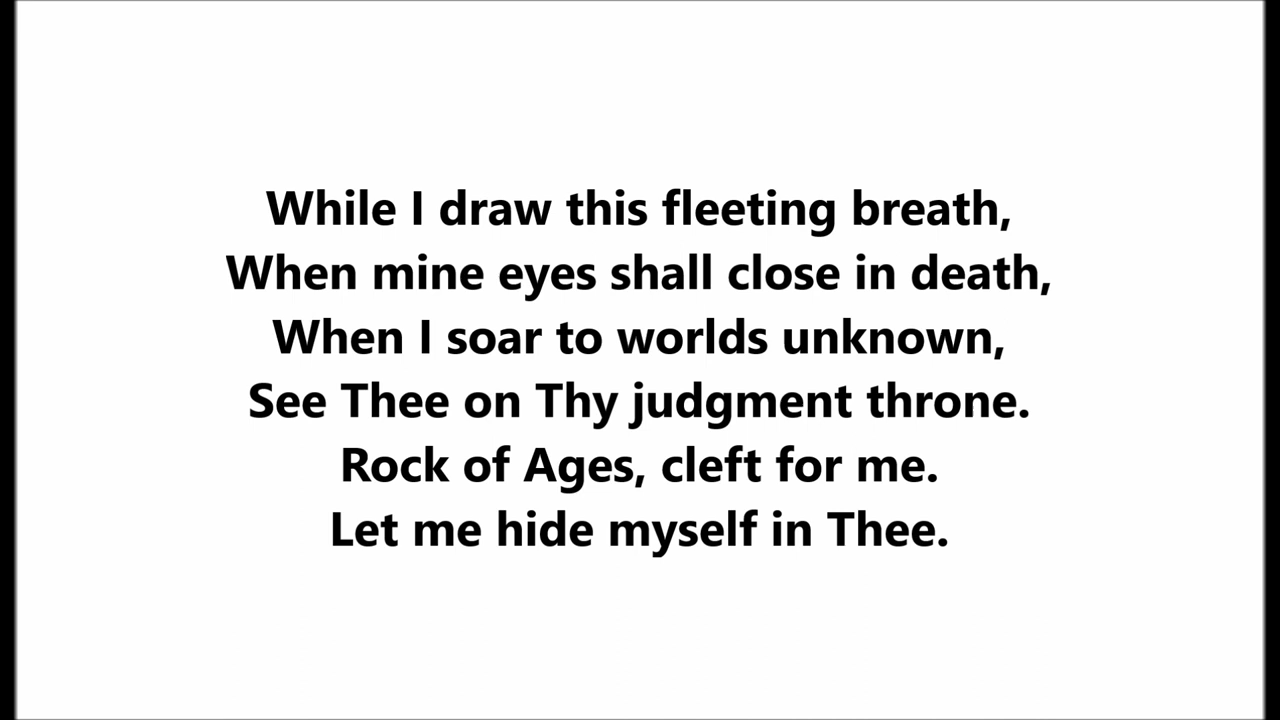 While I draw this fleeting breath,
When mine eyes shall close in death,
When I soar to worlds unknown,
See Thee on Thy judgment throne.
Rock of Ages, cleft for me.
Let me hide myself in Thee.